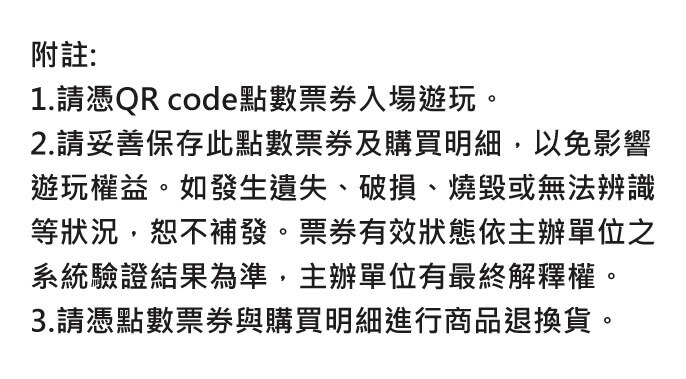 附註:
1.請憑QR code點數票券入場遊玩。
2.請妥善保存此點數票券及購買明細，以免影響
遊玩權益。如發生遺失、破損、燒毀或無法辨識
等狀況，恕不補發。票券有效狀態依主辦單位之
系統驗證結果為準，主辦單位有最終解釋權。
3.請憑點數票券與購買明細進行商品退換貨。